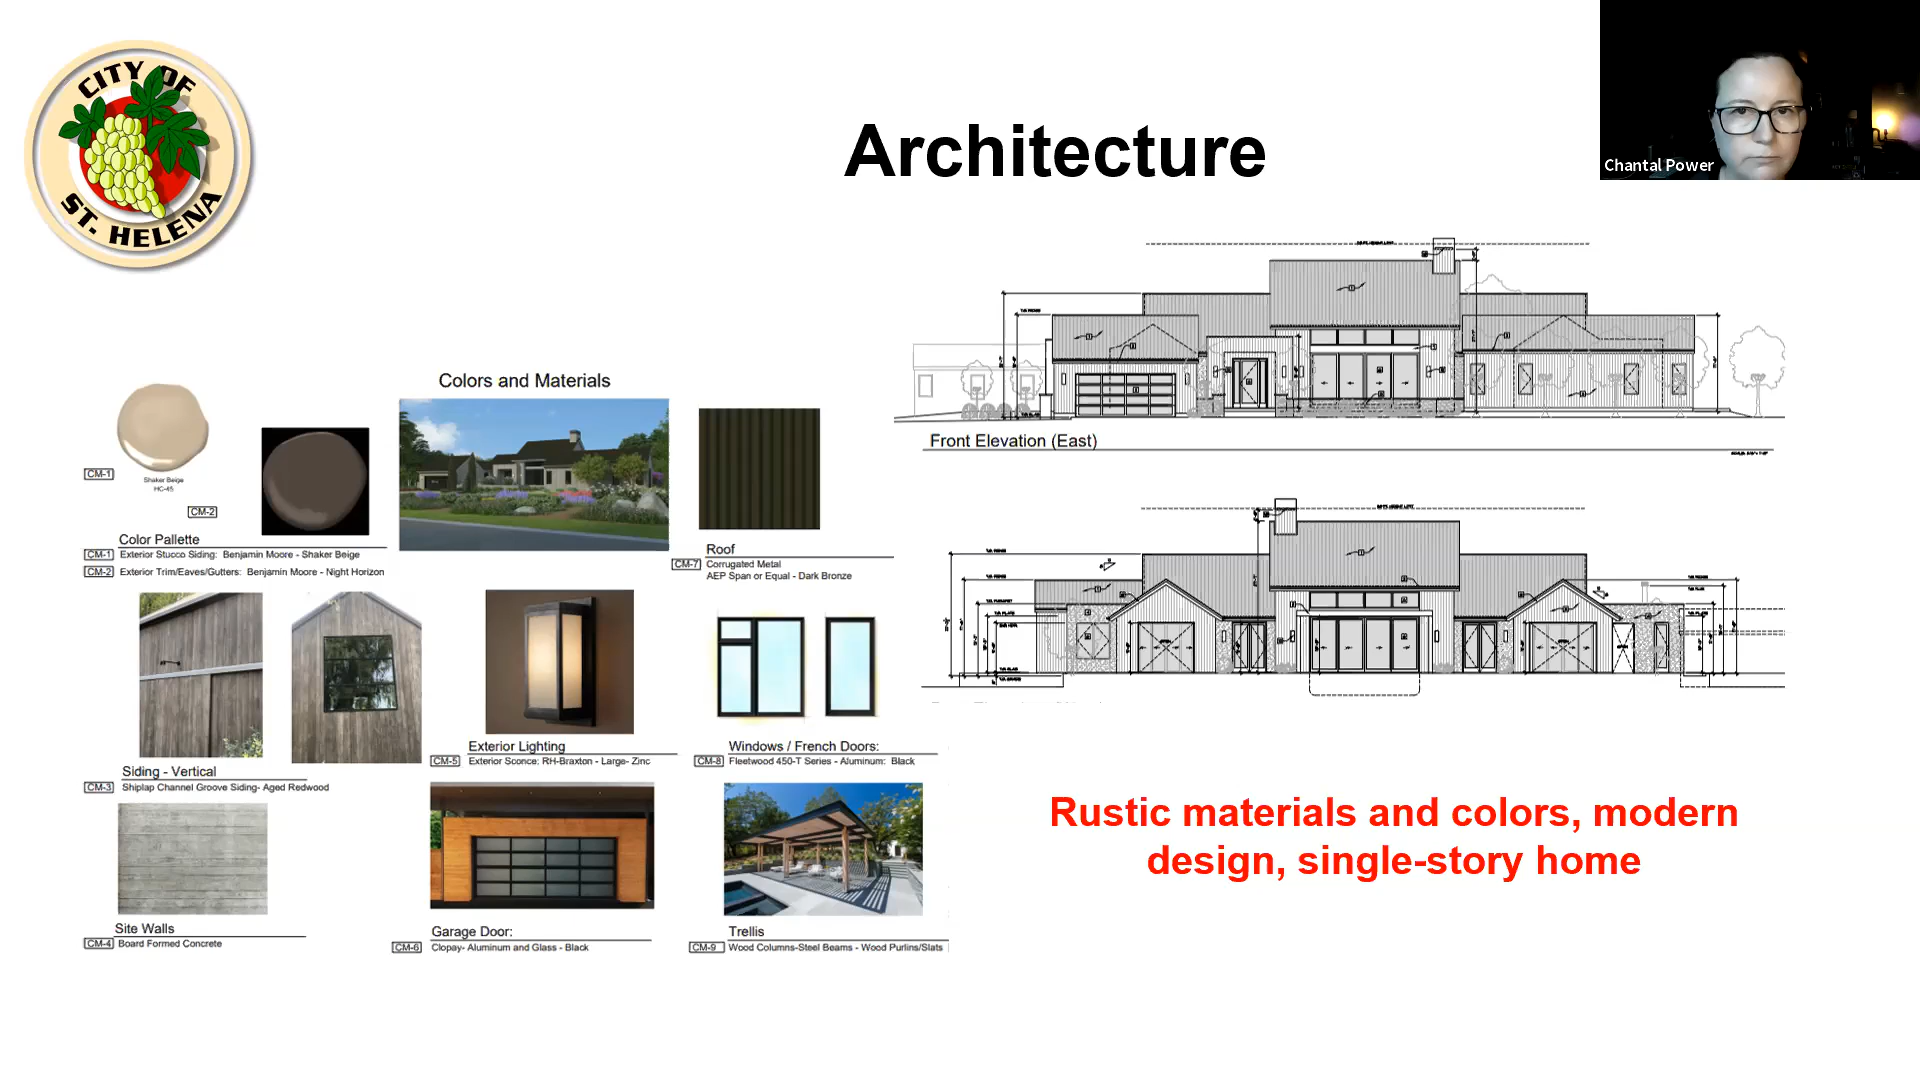 CITY OF
ST. HELENA
Architecture
Chantal Power
Colors and Materials
CM-1
Shaker Beige
HC-45
CM-2
Color Pallette
CM-1 Exterior Stucco Siding: Benjamin Moore - Shaker Beige
CM-2 Exterior Trim/Eaves/Gutters: Benjamin Moore - Night Horizon
Roof
CM-7 Corrugated Metal
AEP Span or Equal - Dark Bronze
Siding - Vertical
CM-3 Shiplap Channel Groove Siding- Aged Redwood
Exterior Lighting
CM-5 Exterior Sconce: RH-Braxton - Large- Zinc
Windows / French Doors:
CM-8 Fleetwood 450-T Series - Aluminum: Black
Site Walls
CM-4 Board Formed Concrete
Garage Door:
CM-6 Clopay- Aluminum and Glass - Black
Trellis
CM-9 Wood Columns-Steel Beams - Wood Purlins/Slats
Front Elevation (East)
Rustic materials and colors, modern
design, single-story home